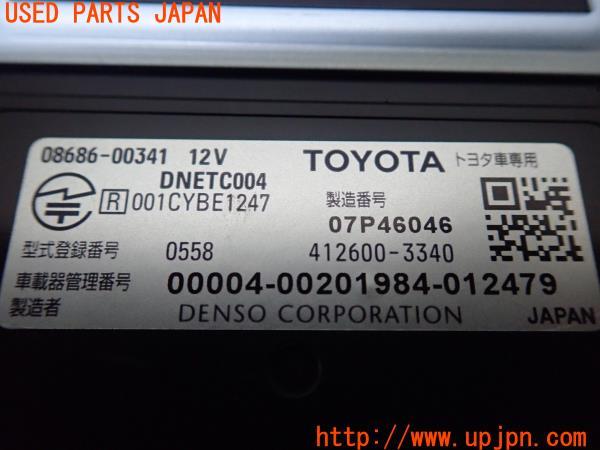 USED PARTS JAPAN
08686-00341 12V TOYOTA トヨタ車専用
DNETC004
R 001CYBE1247 製造番号
07P46046
型式登録番号 0558 412600-3340
車載器管理番号 00004-00201984-012479
製造者 DENSO CORPORATION JAPAN
http://www.upjpn.com